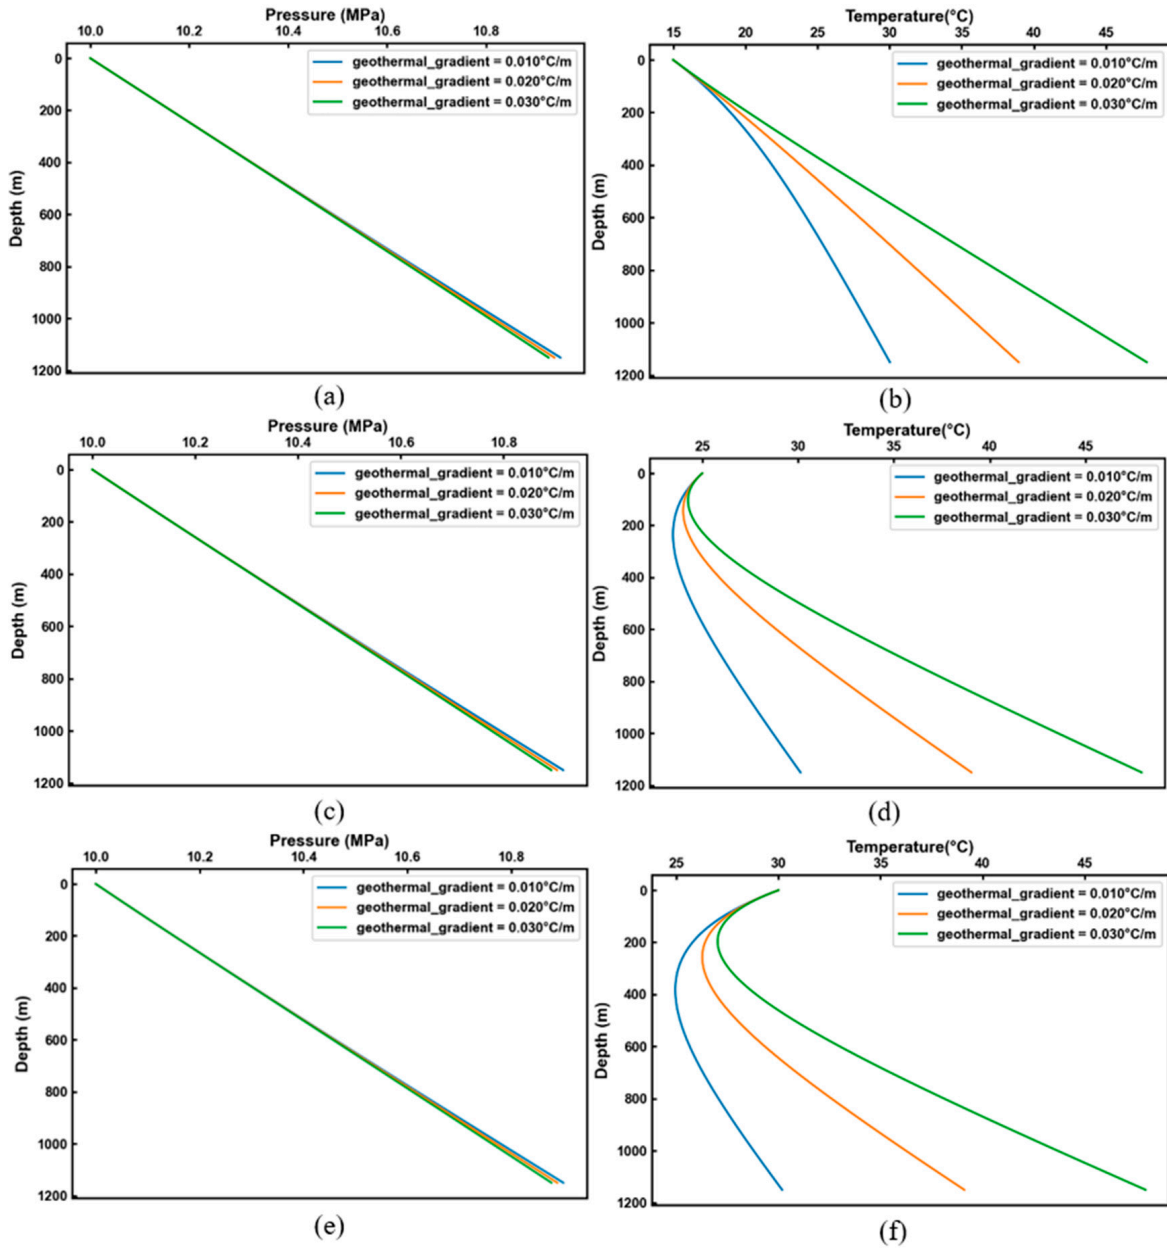 Pressure (MPa)
10.0 10.2 10.4 10.6 10.8
geothermal_gradient = 0.010°C/m
geothermal_gradient = 0.020°C/m
geothermal_gradient = 0.030°C/m
Depth (m)
0
200
400
600
800
1000
1200
(a)
Temperature(°C)
15 20 25 30 35 40 45
geothermal_gradient = 0.010°C/m
geothermal_gradient = 0.020°C/m
geothermal_gradient = 0.030°C/m
Depth (m)
0
200
400
600
800
1000
1200
(b)
Pressure (MPa)
10.0 10.2 10.4 10.6 10.8
geothermal_gradient = 0.010°C/m
geothermal_gradient = 0.020°C/m
geothermal_gradient = 0.030°C/m
Depth (m)
0
200
400
600
800
1000
1200
(c)
Temperature(°C)
25 30 35 40 45
geothermal_gradient = 0.010°C/m
geothermal_gradient = 0.020°C/m
geothermal_gradient = 0.030°C/m
Depth (m)
0
200
400
600
800
1000
1200
(d)
Pressure (MPa)
10.0 10.2 10.4 10.6 10.8
geothermal_gradient = 0.010°C/m
geothermal_gradient = 0.020°C/m
geothermal_gradient = 0.030°C/m
Depth (m)
0
200
400
600
800
1000
1200
(e)
Temperature(°C)
25 30 35 40 45
geothermal_gradient = 0.010°C/m
geothermal_gradient = 0.020°C/m
geothermal_gradient = 0.030°C/m
Depth (m)
0
200
400
600
800
1000
1200
(f)